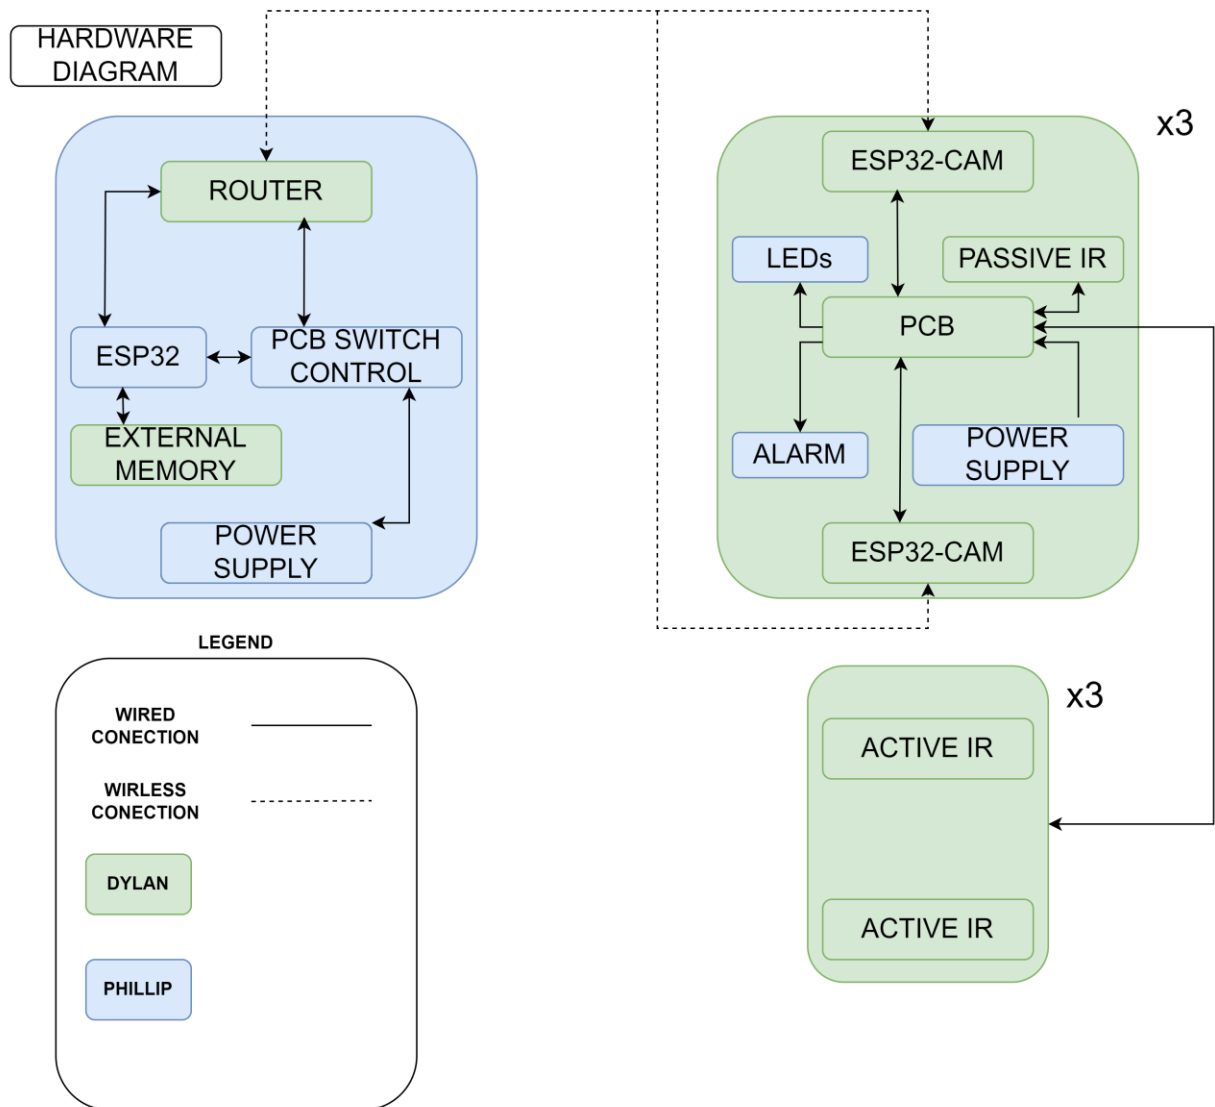 HARDWARE
DIAGRAM
x3
ROUTER
ESP32
PCB SWITCH
CONTROL
EXTERNAL
MEMORY
POWER
SUPPLY
ESP32-CAM
LEDs
PASSIVE IR
PCB
ALARM
POWER
SUPPLY
ESP32-CAM
LEGEND
WIRED
CONECTION
WIRLESS
CONECTION
DYLAN
PHILLIP
x3
ACTIVE IR
ACTIVE IR